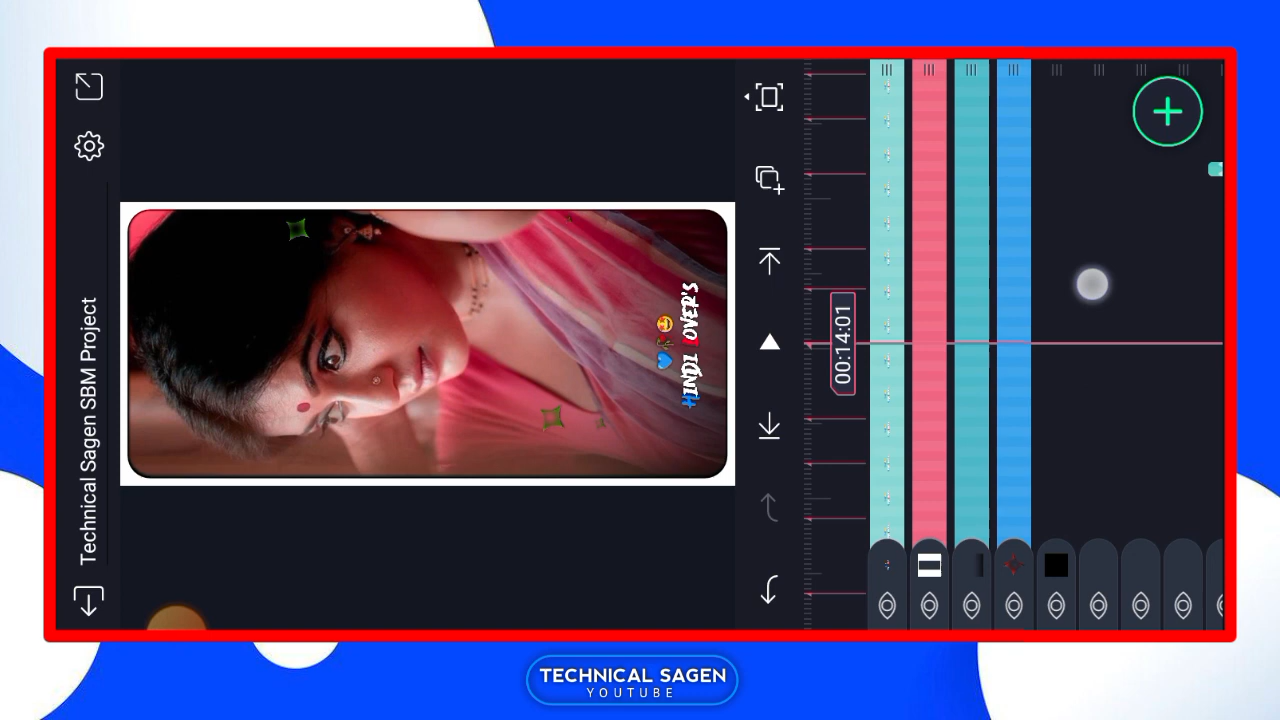 Technical Sagen SBM Project
HINDI LOVER'S
00:14:01
TECHNICAL SAGEN
YOUTUBE